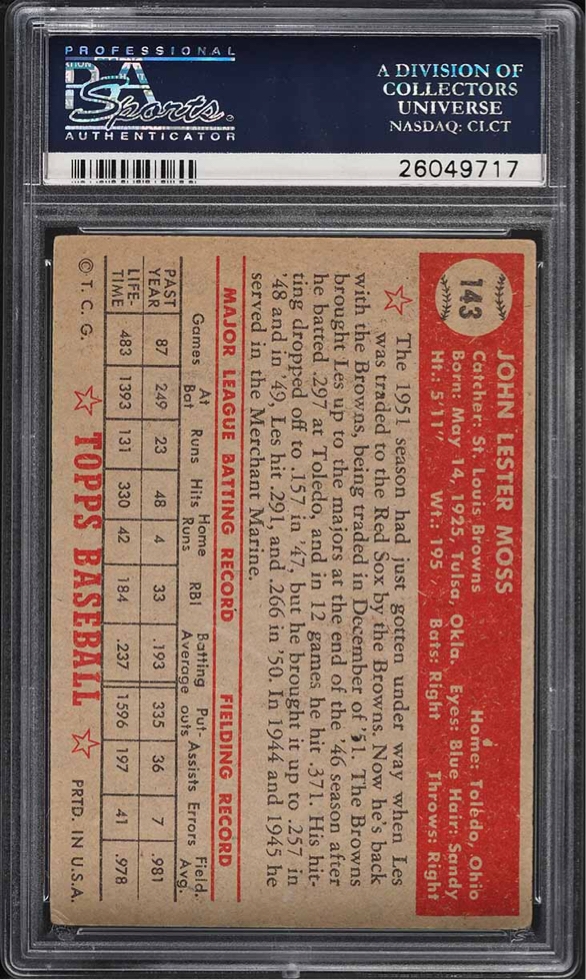 PROFESSIONAL
PSA
Sports.
AUTHENTICATOR
A DIVISION OF
COLLECTORS
UNIVERSE
NASDAQ: CLCT
26049717
143
JOHN LESTER MOSS
Catcher: St. Louis Browns Home: Toledo, Ohio
Born: May 14, 1925, Tulsa, Okla. Eyes: Blue Hair: Sandy
Ht.: 5'11" Wt.: 195 Bats: Right Throws: Right
The 1951 season had just gotten under way when Les
was traded to the Red Sox by the Browns. Now he's back
with the Browns, being traded in December of '51. The Browns
brought Les up to the majors at the end of the '46 season after
he batted .297 at Toledo, and in 12 games he hit .371. His hit-
ting dropped off to .157 in '47, but he brought it up to .257 in
'48 and in '49, Les hit .291, and .266 in '50. In 1944 and 1945 he
served in the Merchant Marine.
MAJOR LEAGUE BATTING RECORD FIELDING RECORD
Games At Bat Runs Hits Home Runs RBI Batting Average Put-outs Assists Errors Field. Avg.
PAST YEAR 87 249 23 48 4 33 .193 335 36 7 .981
LIFE-TIME 483 1393 131 330 42 184 .237 1596 197 41 .978
© T. C. G. TOPPS BASEBALL PRTD. IN U.S.A.